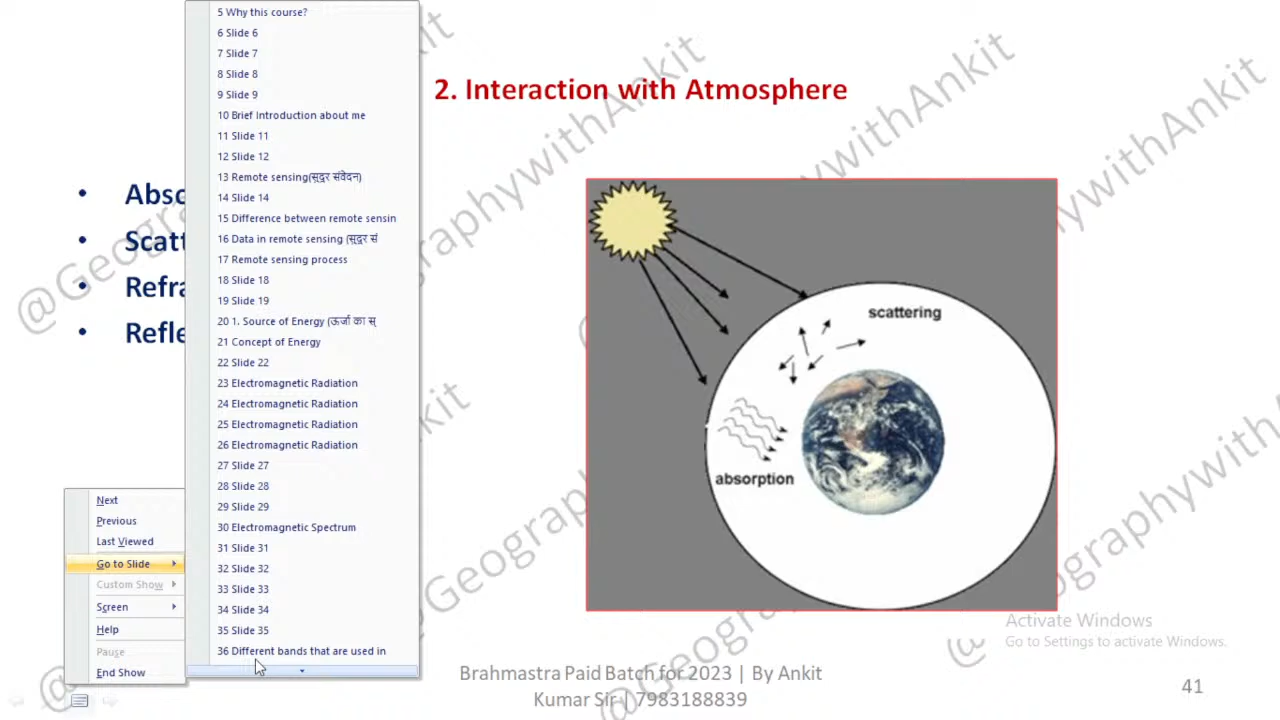 5 Why this course?
6 Slide 6
7 Slide 7
8 Slide 8
9 Slide 9
10 Brief Introduction about me
11 Slide 11
12 Slide 12
13 Remote sensing(सुदूर संवेदन)
14 Slide 14
15 Difference between remote sensin
16 Data in remote sensing (सुदूर सं
17 Remote sensing process
18 Slide 18
19 Slide 19
20 1. Source of Energy (ऊर्जा का स्
21 Concept of Energy
22 Slide 22
23 Electromagnetic Radiation
24 Electromagnetic Radiation
25 Electromagnetic Radiation
26 Electromagnetic Radiation
27 Slide 27
28 Slide 28
29 Slide 29
30 Electromagnetic Spectrum
31 Slide 31
32 Slide 32
33 Slide 33
34 Slide 34
35 Slide 35
36 Different bands that are used in
Next
Previous
Last Viewed
Go to Slide
Custom Show
Screen
Help
Pause
End Show
2. Interaction with Atmosphere
• Abso
• Scatt
• Refra
• Refle
scattering
absorption
@GeographywithAnkit
Activate Windows
Go to Settings to activate Windows.
Brahmastra Paid Batch for 2023 | By Ankit
Kumar Sir | 7983188839
41